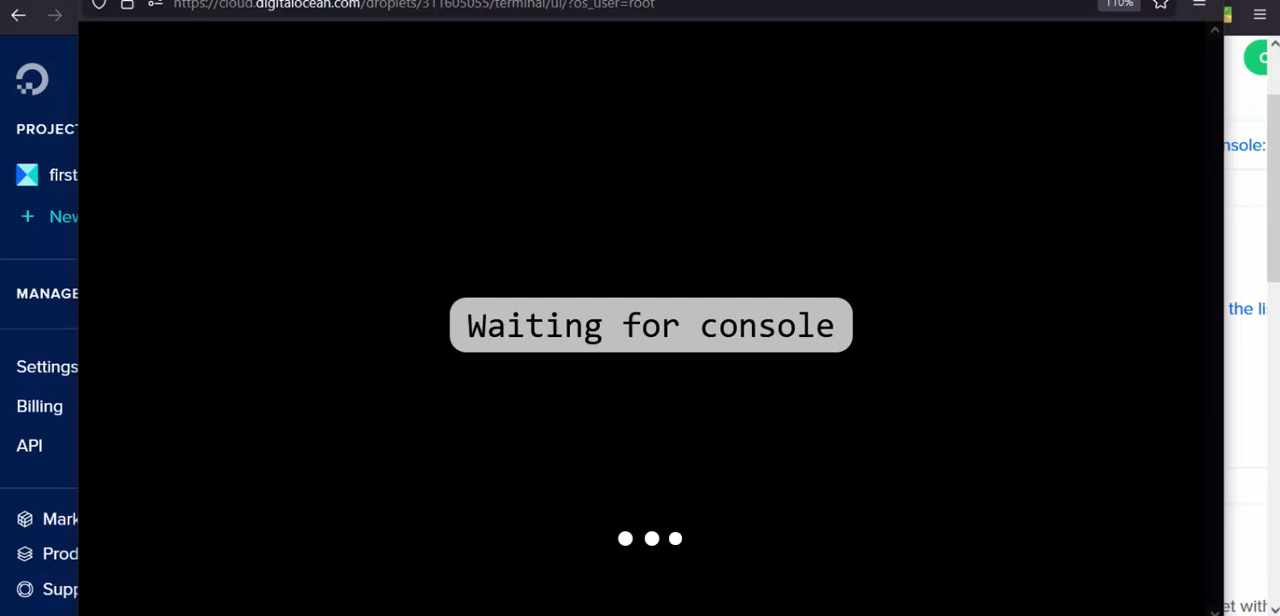 https://cloud.digitalocean.com/droplets/311605055/terminal/ui/?os_user=root
110%
PROJECT
first
+ New
MANAGE
Settings
Billing
API
Mark
Prod
Supp
Waiting for console
nsole:
the li
et with